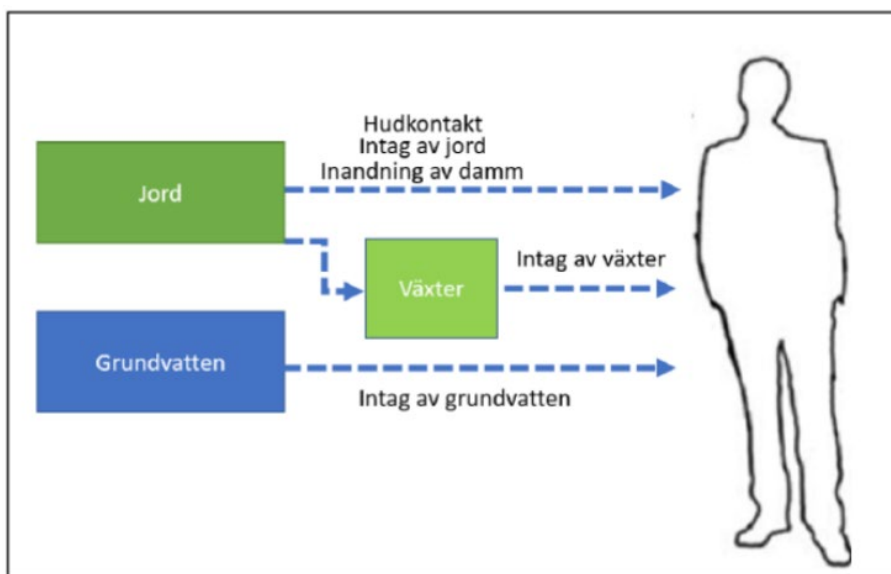 Hudkontakt
Intag av jord
Inandning av damm
Jord
Intag av växter
Växter
Grundvatten
Intag av grundvatten